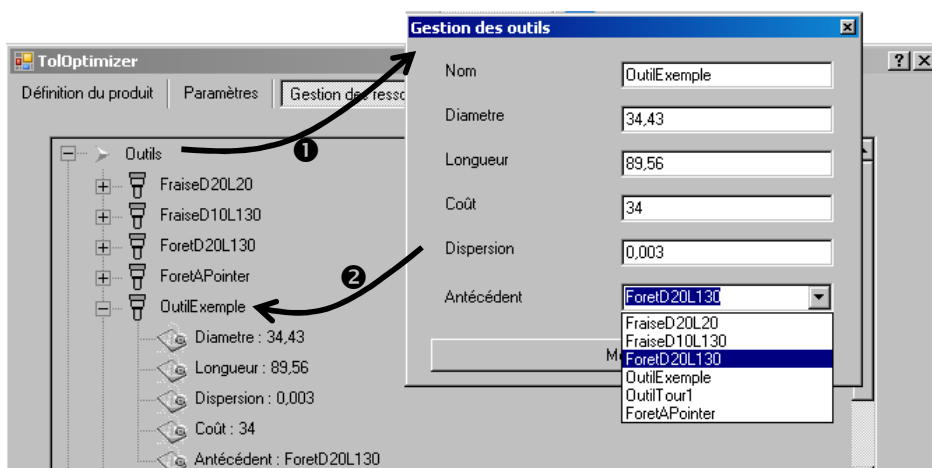 Gestion des outils
TolOptimizer
Définition du produit Paramètres Gestion des resso
Nom OutilExemple
Diametre 34,43
Longueur 89,56
Coût 34
Dispersion 0,003
Antécédent ForetD20L130
FraiseD20L20
FraiseD10L130
ForetD20L130
OutilExemple
OutilTour1
ForetAPointer
Outils
FraiseD20L20
FraiseD10L130
ForetD20L130
ForetAPointer
OutilExemple
Diametre : 34,43
Longueur : 89,56
Dispersion : 0,003
Coût : 34
Antécédent : ForetD20L130
❶
❷